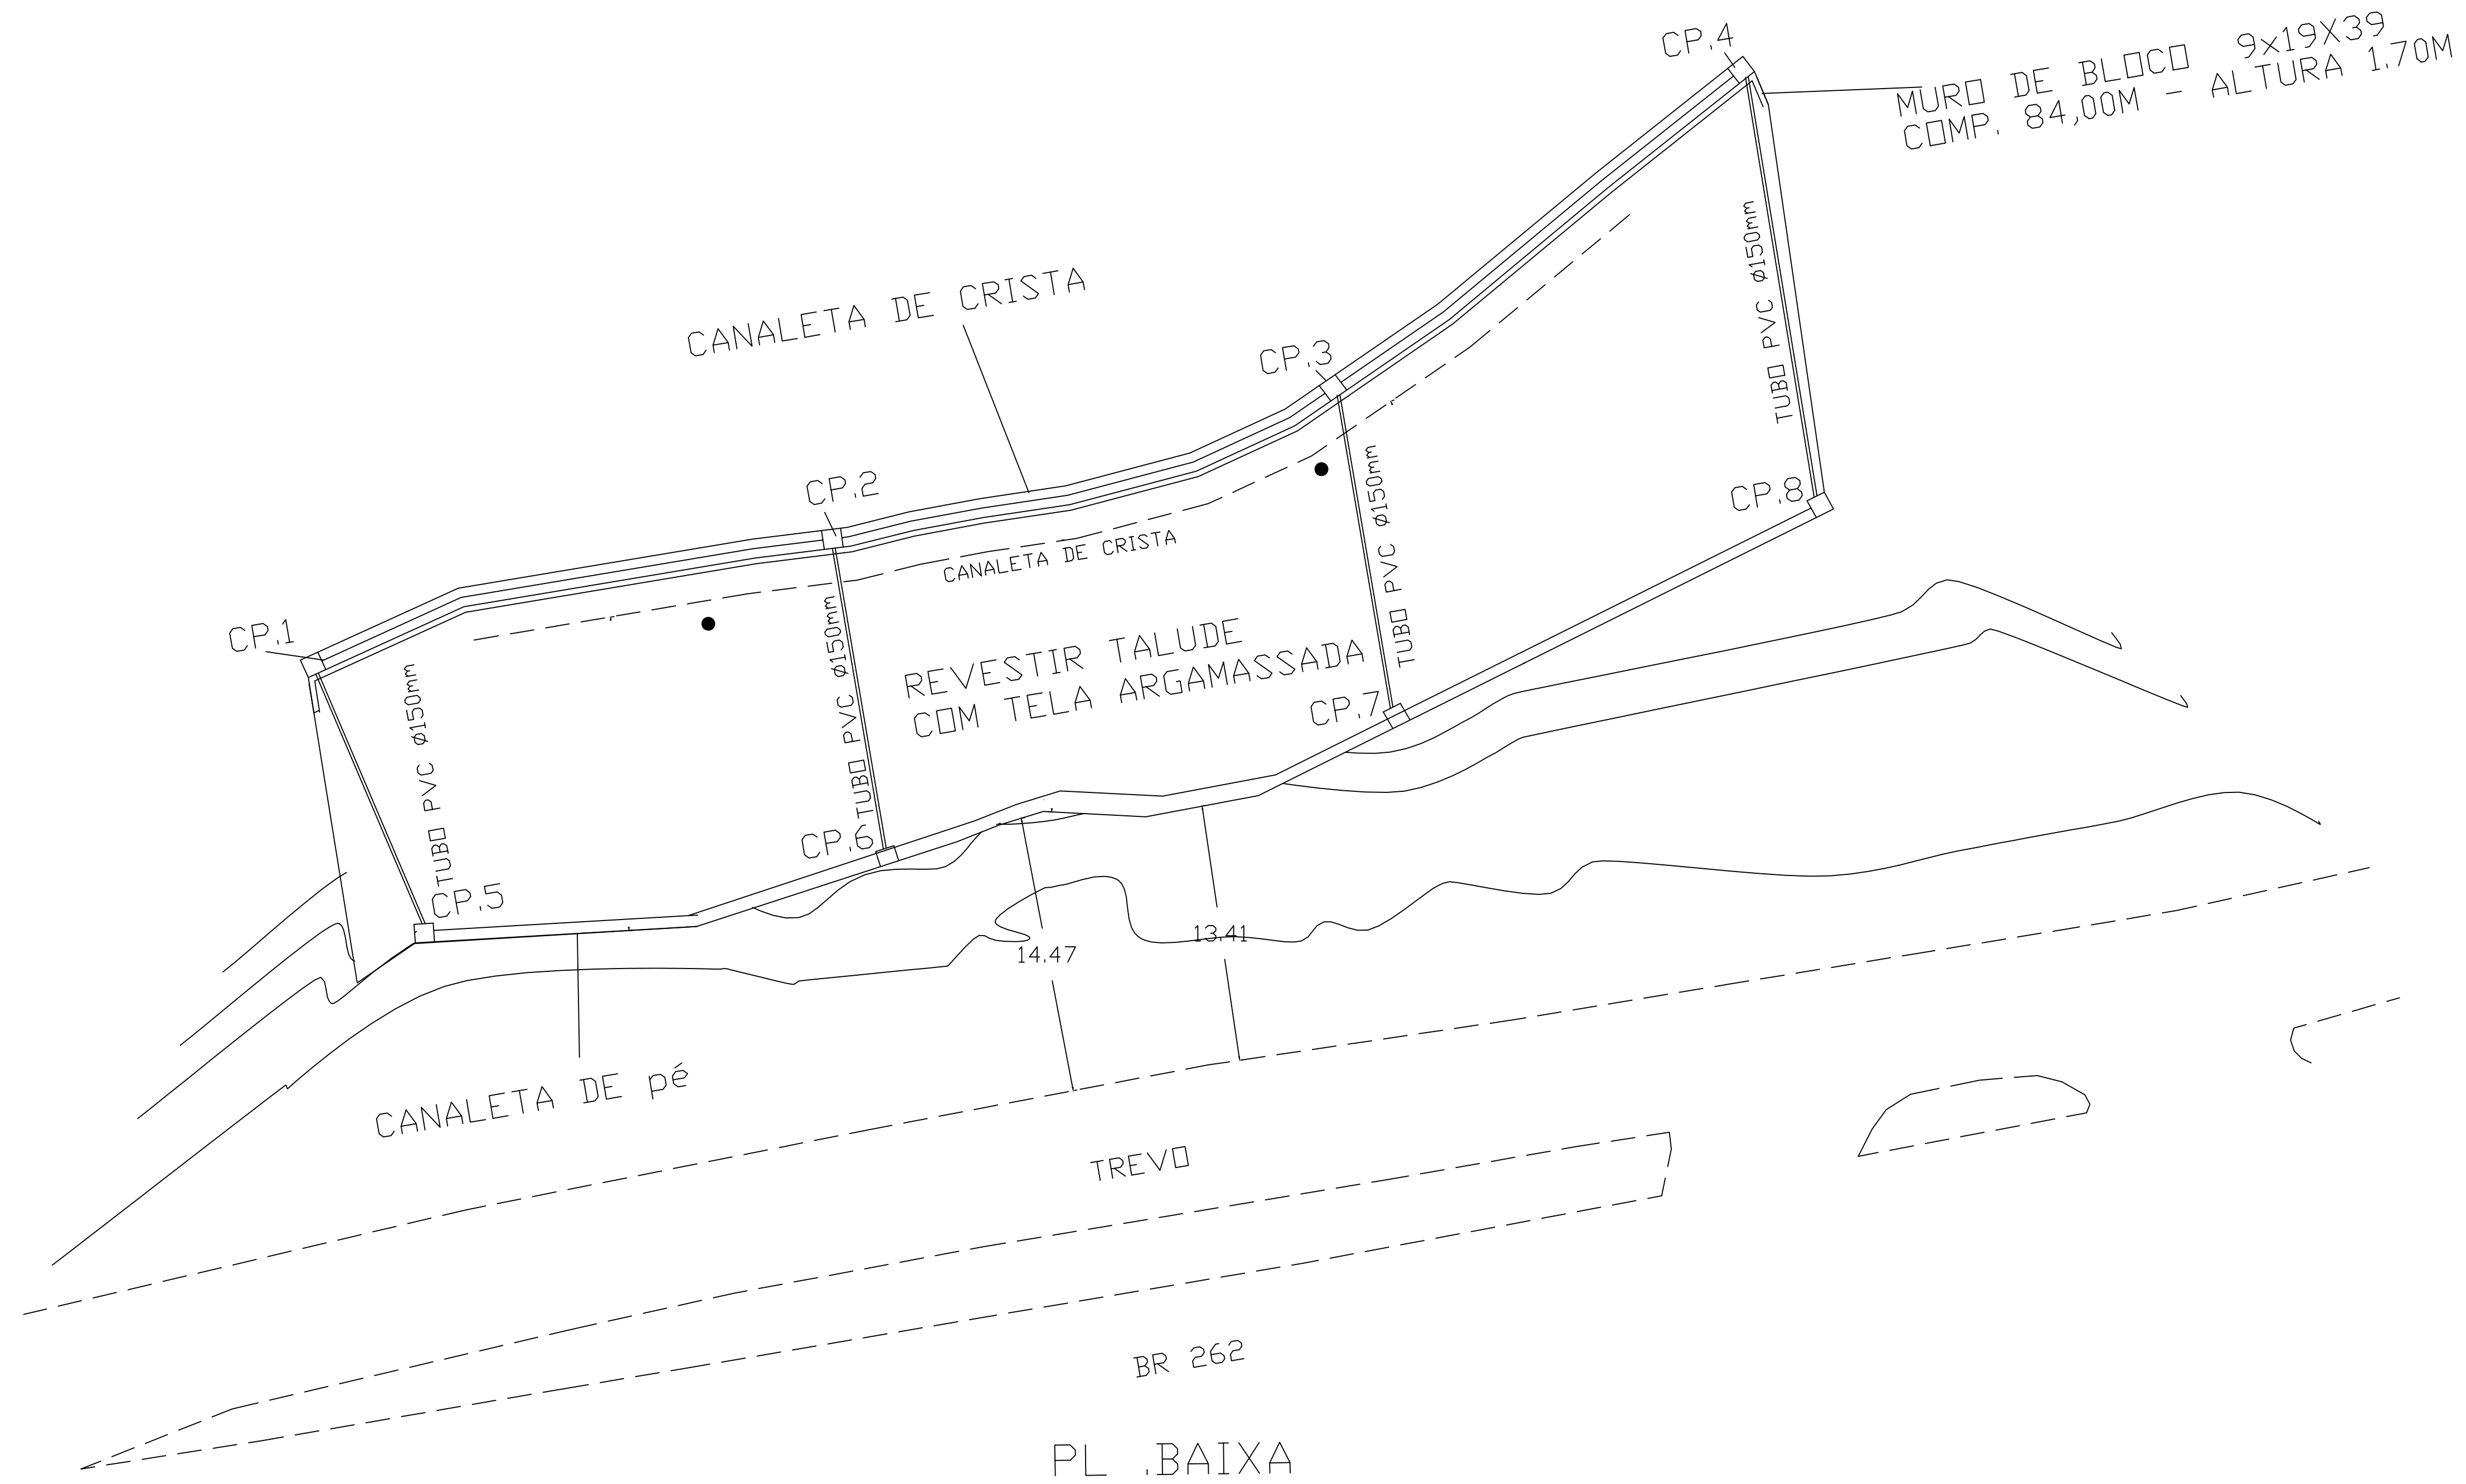 CP.4
MURO DE BLOCO 9x19X39
COMP. 84,00M - ALTURA 1.70M
CANALETA DE CRISTA
CP.3
TUBO PVC ø150mm
CP.2
CP.8
CP.1
CANALETA DE CRISTA
TUBO PVC ø150mm
REVESTIR TALUDE
COM TELA ARGAMASSADA
TUBO PVC ø150mm
TUBO PVC ø150mm
CP.7
CP.6
CP.5
14.47
13.41
CANALETA DE pé
TREVO
BR 262
PL .BAIXA